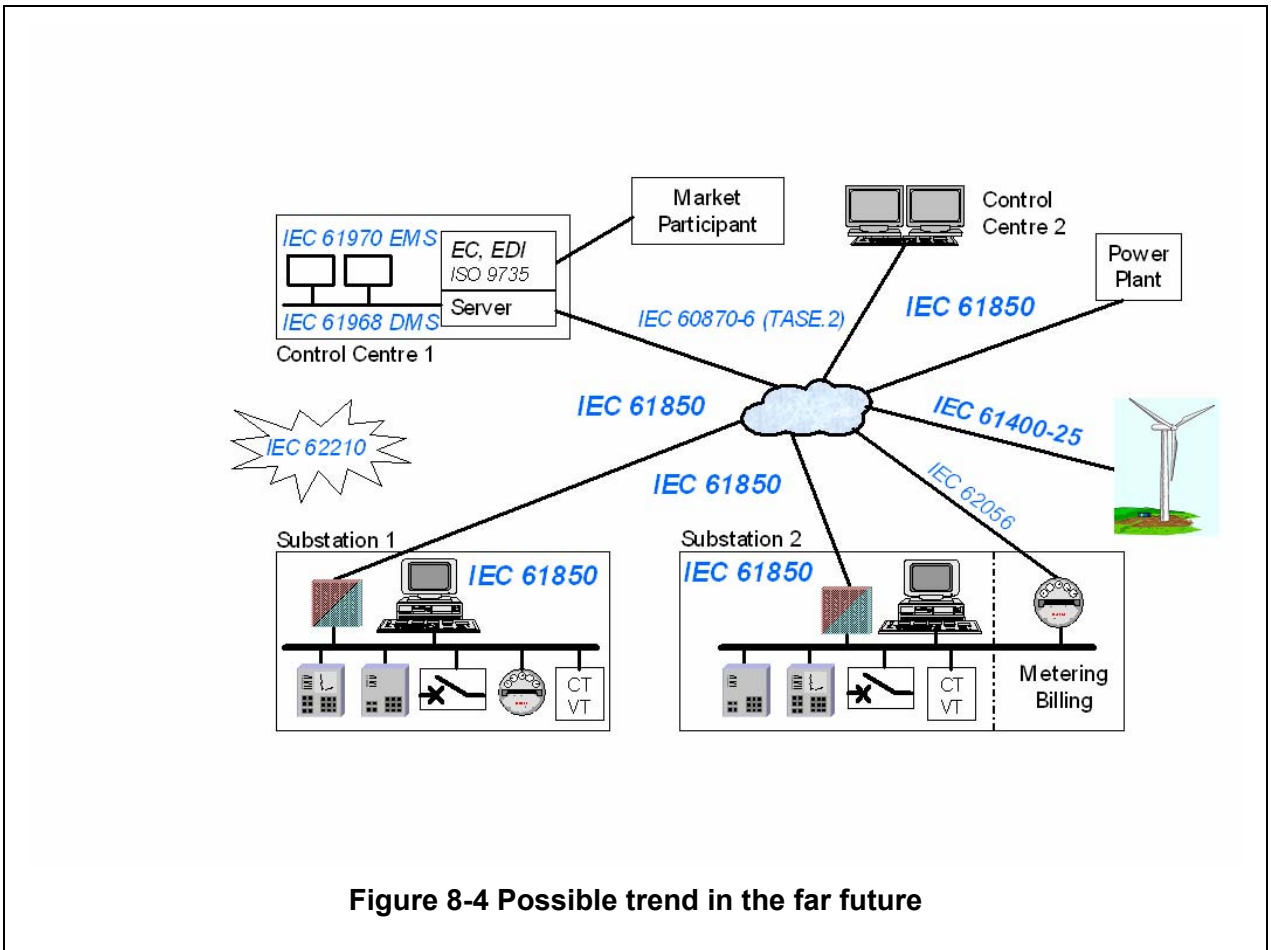 Market
Participant
Control
Centre 2
IEC 61970 EMS
EC, EDI
ISO 9735
Server
IEC 61968 DMS
Control Centre 1
Power
Plant
IEC 60870-6 (TASE.2)
IEC 61850
IEC 61850
IEC 61400-25
IEC 62210
IEC 61850
IEC 62056
Substation 1
IEC 61850
CT
VT
Substation 2
IEC 61850
CT
VT
Metering
Billing
Figure 8-4 Possible trend in the far future